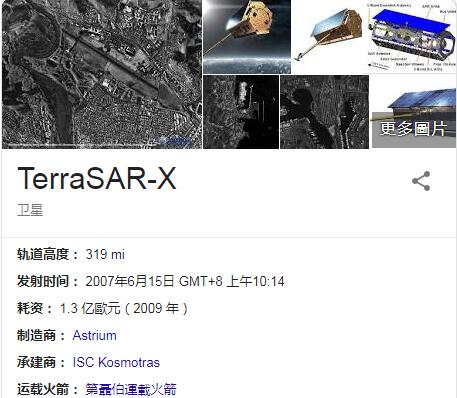 更多圖片
TerraSAR-X
卫星
轨道高度： 319 mi
发射时间： 2007年6月15日 GMT+8 上午10:14
耗资： 1.3 亿歐元（2009 年）
制造商： Astrium
承建商： ISC Kosmotras
运载火箭： 第聶伯運載火箭